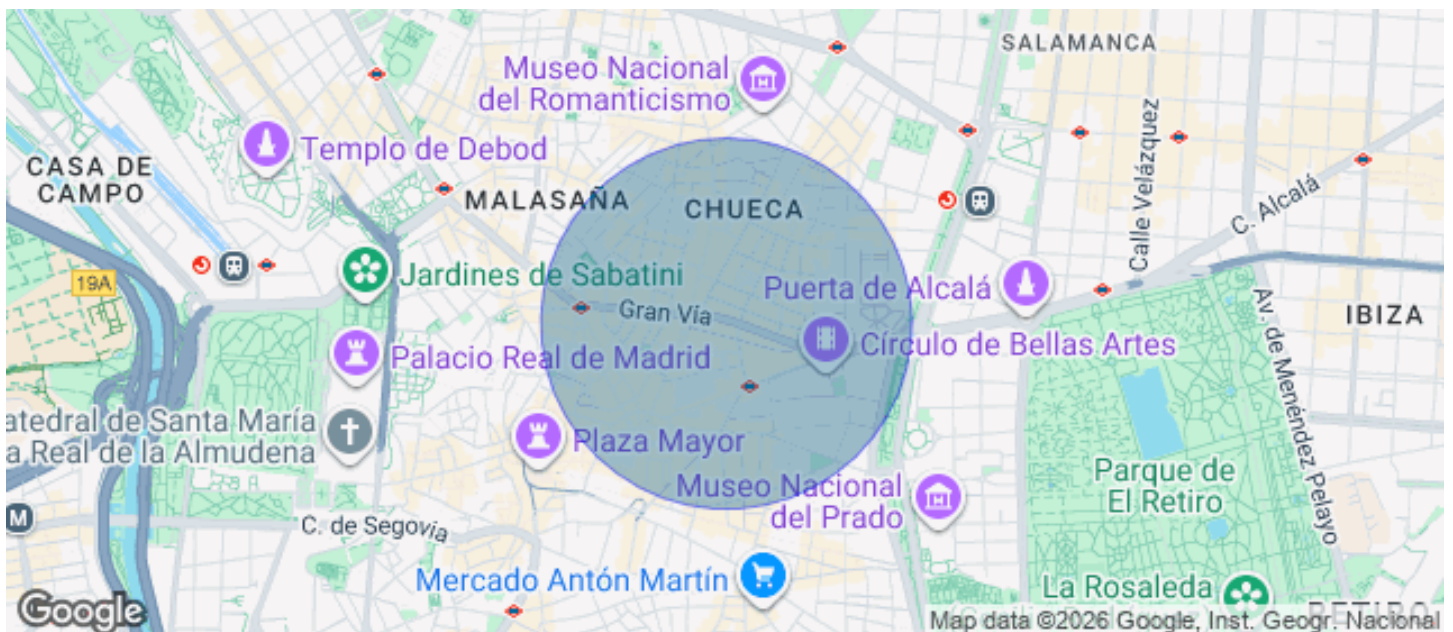 SALAMANCA
Museo Nacional
del Romanticismo
Calle Velázquez
Templo de Debod
CASA DE
CAMPO
MALASAÑA
CHUECA
C. Alcalá
Jardines de Sabatini
19A
Puerta de Alcalá
Gran Vía
IBIZA
Av. de Menéndez Pelayo
Palacio Real de Madrid
Círculo de Bellas Artes
atedral de Santa María
a Real de la Almudena
Plaza Mayor
Parque de
El Retiro
Museo Nacional
del Prado
M
C. de Segovia
Mercado Antón Martín
La Rosaleda
RETIRO
Google
Map data ©2026 Google, Inst. Geogr. Nacional